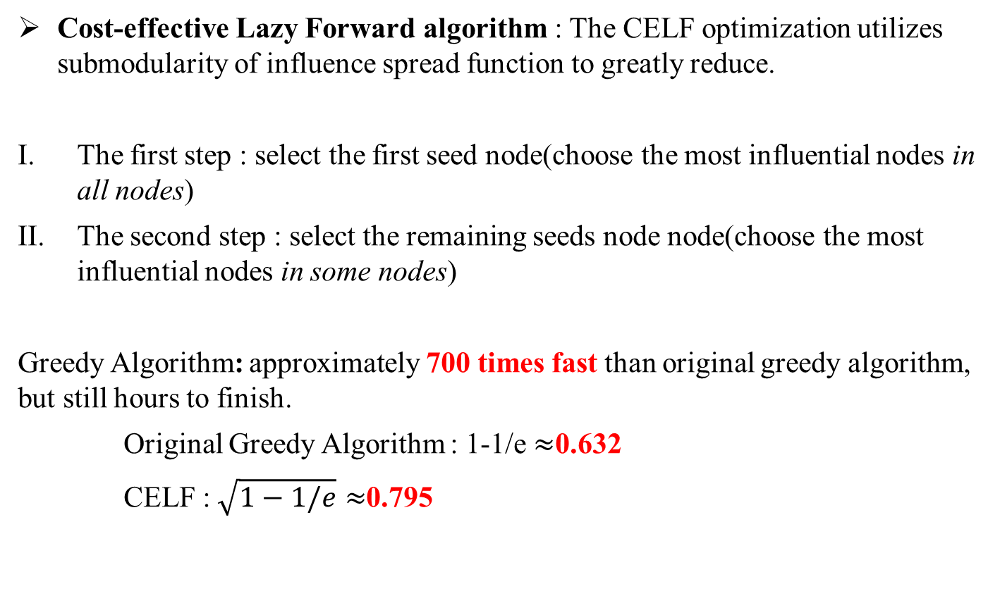 ➢ Cost-effective Lazy Forward algorithm : The CELF optimization utilizes
submodularity of influence spread function to greatly reduce.
I. The first step : select the first seed node(choose the most influential nodes in
all nodes)
II. The second step : select the remaining seeds node node(choose the most
influential nodes in some nodes)
Greedy Algorithm: approximately 700 times fast than original greedy algorithm,
but still hours to finish.
Original Greedy Algorithm : 1-1/e ≈0.632
CELF : √(1 − 1/e) ≈0.795